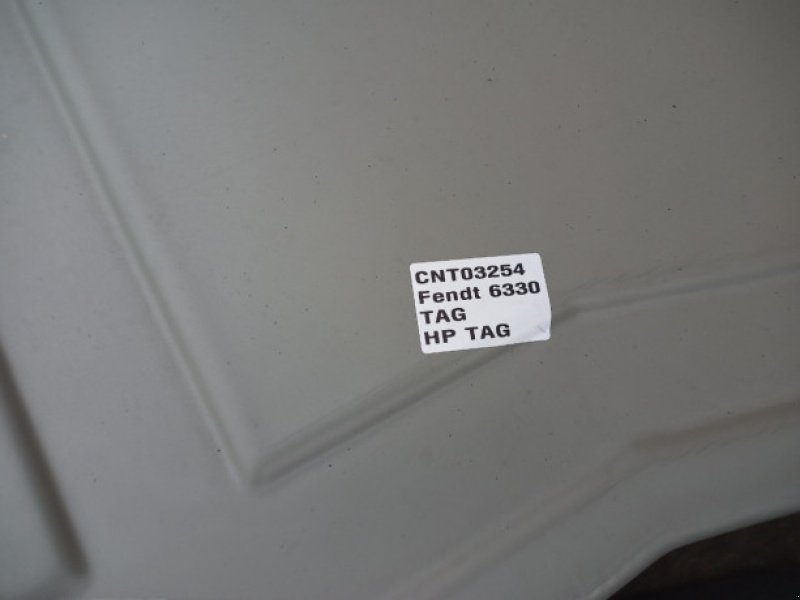 CNT03254
Fendt 6330
TAG
HP TAG